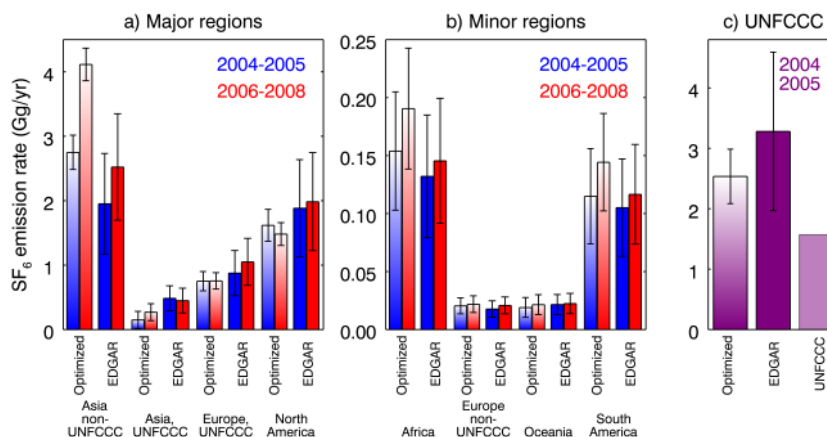 a) Major regions
b) Minor regions
c) UNFCCC
SF6 emission rate (Gg/yr)
4
3
2
1
0
2004-2005
2006-2008
Optimized
EDGAR
Optimized
EDGAR
Optimized
EDGAR
Optimized
EDGAR
Asia
non-
UNFCCC
Asia,
UNFCCC
Europe,
UNFCCC
North
America
0.25
0.20
0.15
0.10
0.05
0.00
2004-2005
2006-2008
Optimized
EDGAR
Optimized
EDGAR
Optimized
EDGAR
Optimized
EDGAR
Africa
Europe
non-
UNFCCC
Oceania
South
America
5
4
3
2
1
0
2004
2005
Optimized
EDGAR
UNFCCC